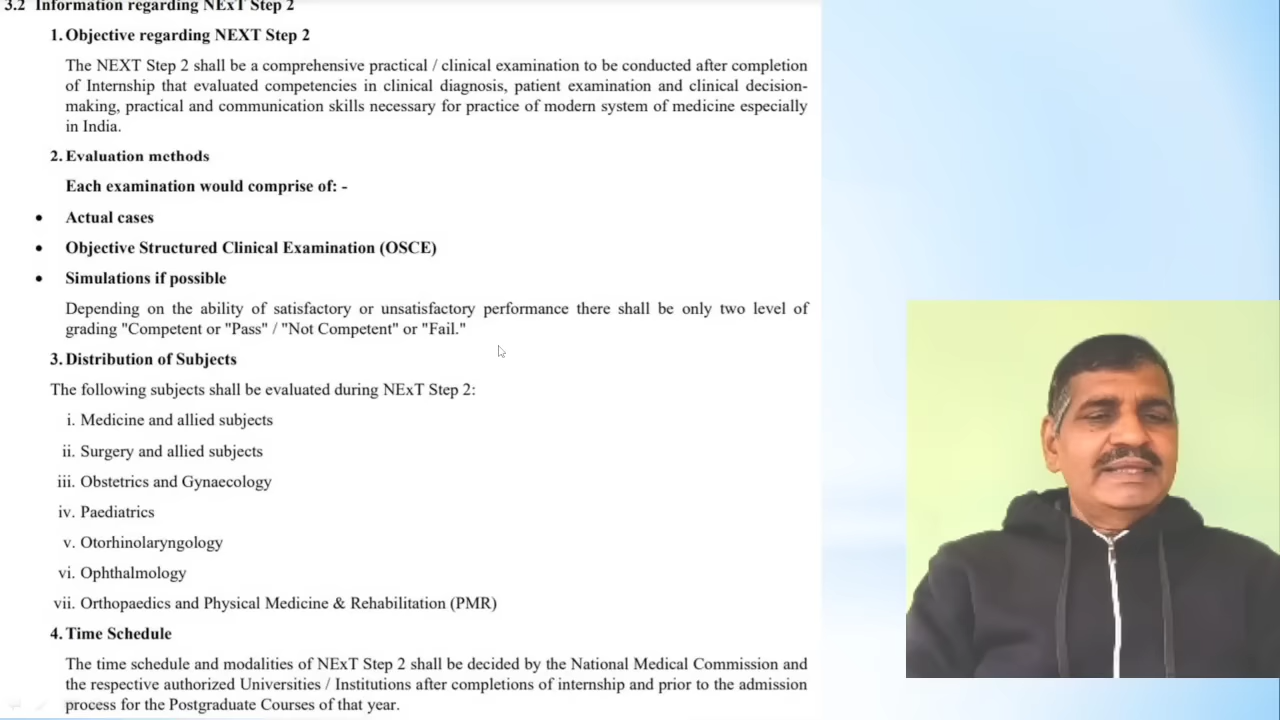 3.2 Information regarding NExT Step 2
1. Objective regarding NEXT Step 2
The NEXT Step 2 shall be a comprehensive practical / clinical examination to be conducted after completion
of Internship that evaluated competencies in clinical diagnosis, patient examination and clinical decision-
making, practical and communication skills necessary for practice of modern system of medicine especially
in India.
2. Evaluation methods
Each examination would comprise of: -
• Actual cases
• Objective Structured Clinical Examination (OSCE)
• Simulations if possible
Depending on the ability of satisfactory or unsatisfactory performance there shall be only two level of
grading "Competent or "Pass" / "Not Competent" or "Fail."
3. Distribution of Subjects
The following subjects shall be evaluated during NExT Step 2:
i. Medicine and allied subjects
ii. Surgery and allied subjects
iii. Obstetrics and Gynaecology
iv. Paediatrics
v. Otorhinolaryngology
vi. Ophthalmology
vii. Orthopaedics and Physical Medicine & Rehabilitation (PMR)
4. Time Schedule
The time schedule and modalities of NExT Step 2 shall be decided by the National Medical Commission and
the respective authorized Universities / Institutions after completions of internship and prior to the admission
process for the Postgraduate Courses of that year.